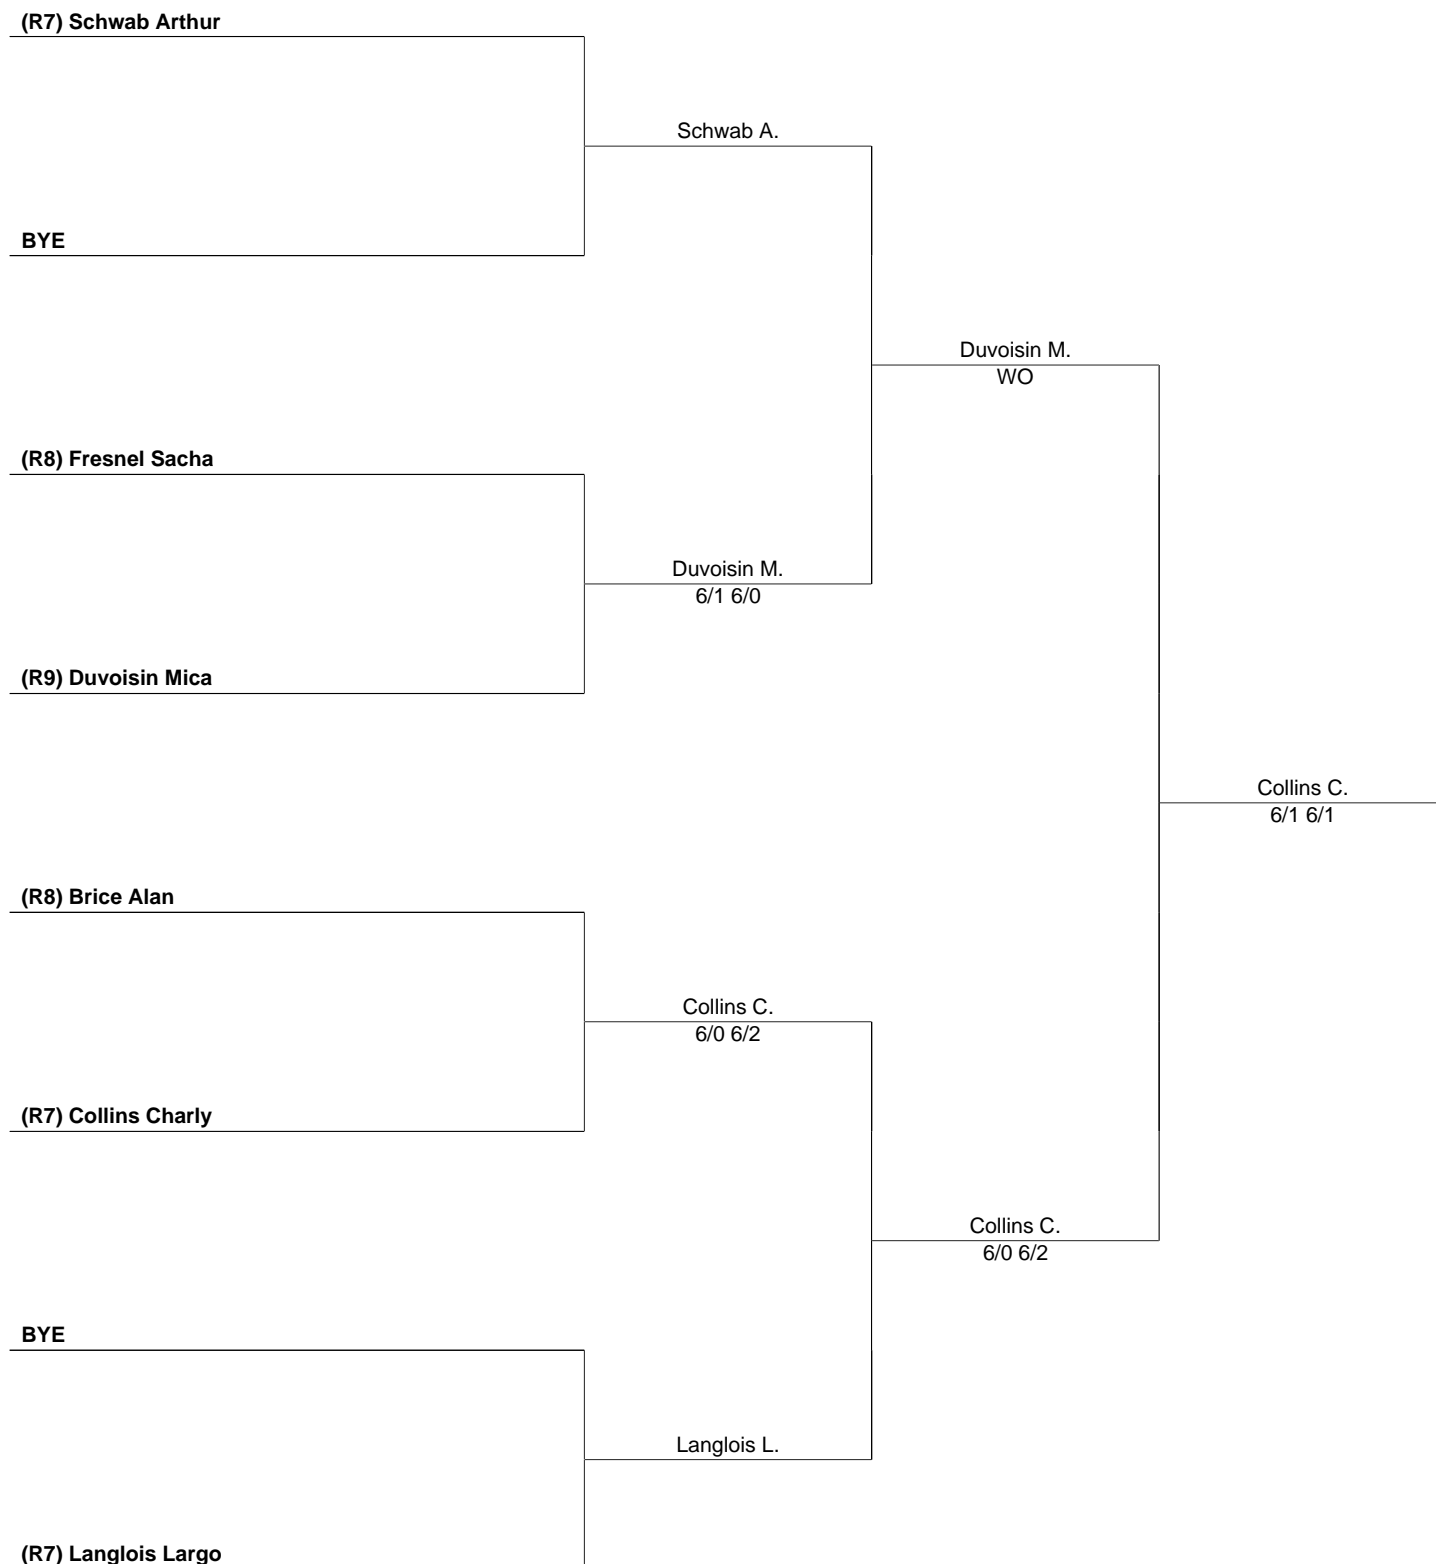 (R7) Schwab Arthur
Schwab A.
BYE
Duvoisin M.
WO
(R8) Fresnel Sacha
Duvoisin M.
6/1 6/0
(R9) Duvoisin Mica
Collins C.
6/1 6/1
(R8) Brice Alan
Collins C.
6/0 6/2
(R7) Collins Charly
Collins C.
6/0 6/2
BYE
Langlois L.
(R7) Langlois Largo